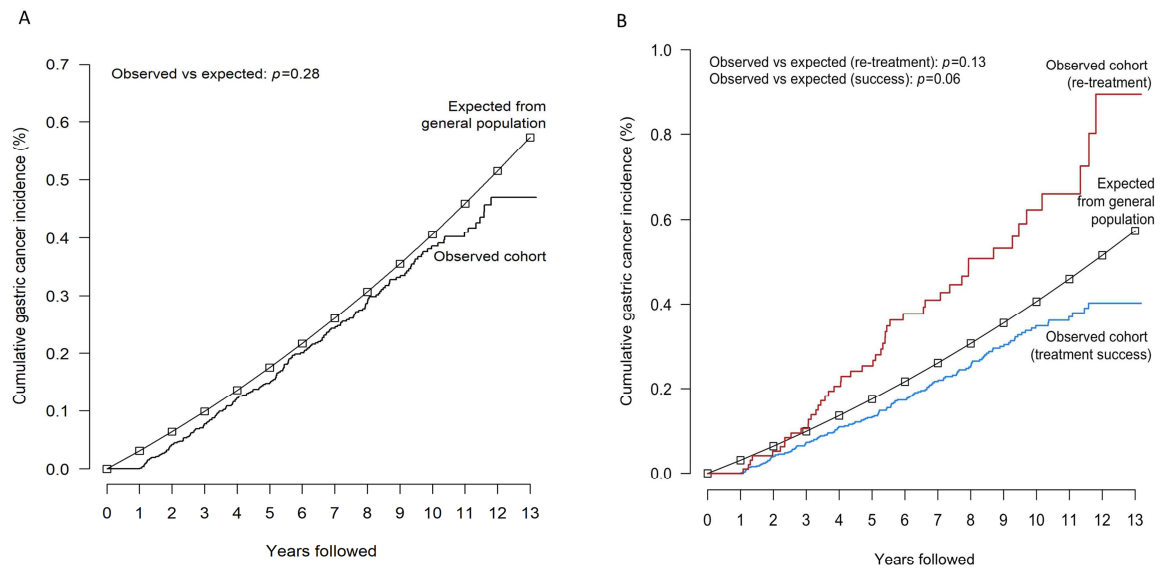 A
Observed vs expected: p=0.28
Expected from
general population
Observed cohort
Cumulative gastric cancer incidence (%)
0.7
0.6
0.5
0.4
0.3
0.2
0.1
0.0
0 1 2 3 4 5 6 7 8 9 10 11 12 13
Years followed
B
Observed vs expected (re-treatment): p=0.13
Observed vs expected (success): p=0.06
Observed cohort
(re-treatment)
Expected
from general
population
Observed cohort
(treatment success)
Cumulative gastric cancer incidence (%)
1.0
0.8
0.6
0.4
0.2
0.0
0 1 2 3 4 5 6 7 8 9 10 11 12 13
Years followed